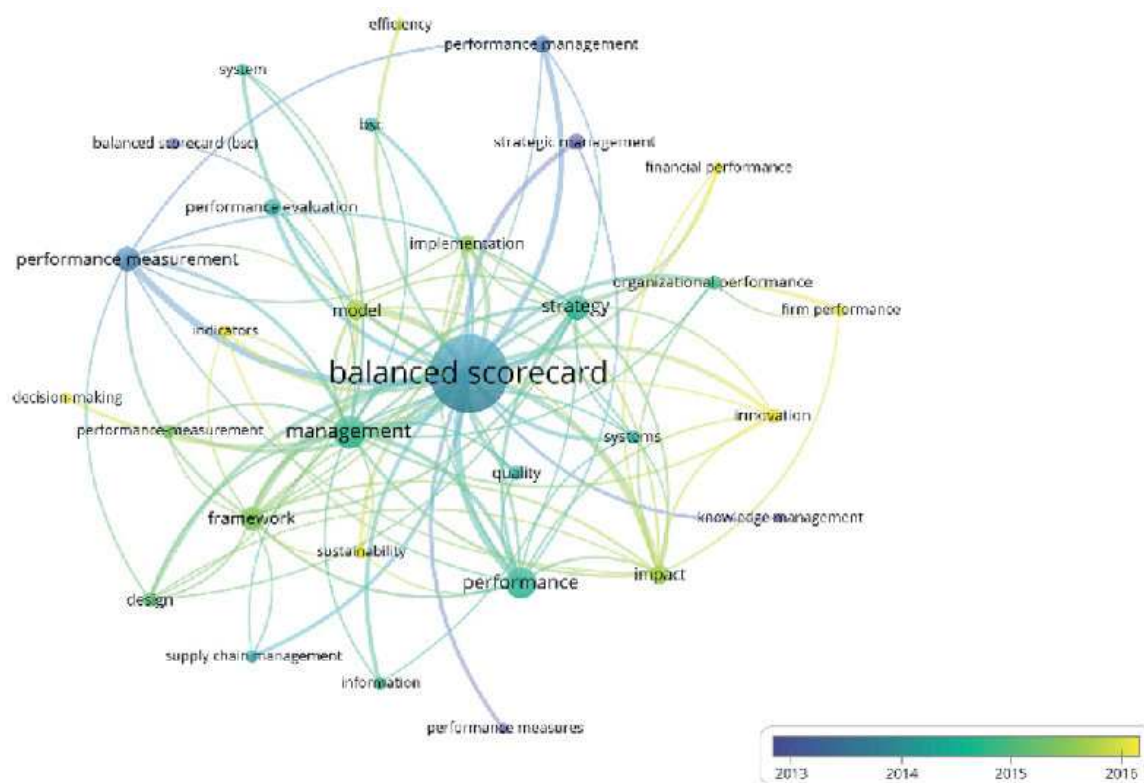 efficiency
performance management
system
bsc
balanced scorecard (bsc)
strategic management
financial performance
performance evaluation
implementation
performance measurement
organizational performance
model
strategy
firm performance
indicators
balanced scorecard
decision-making
innovation
performance-measurement
management
systems
quality
framework
knowledge management
sustainability
impact
performance
design
supply chain management
information
performance measures
2013 2014 2015 2016